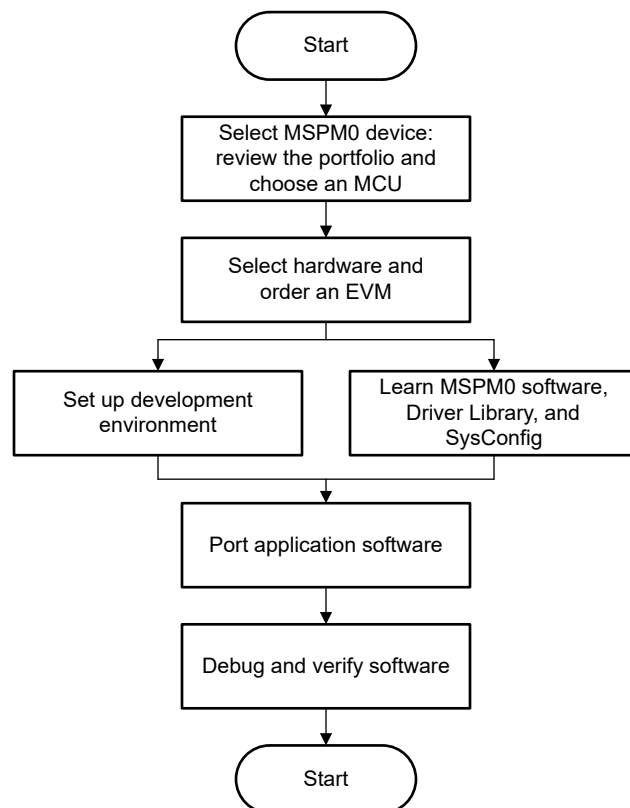 Start
Select MSPM0 device:
review the portfolio and
choose an MCU
Select hardware and
order an EVM
Set up development
environment
Learn MSPM0 software,
Driver Library, and
SysConfig
Port application software
Debug and verify software
Start